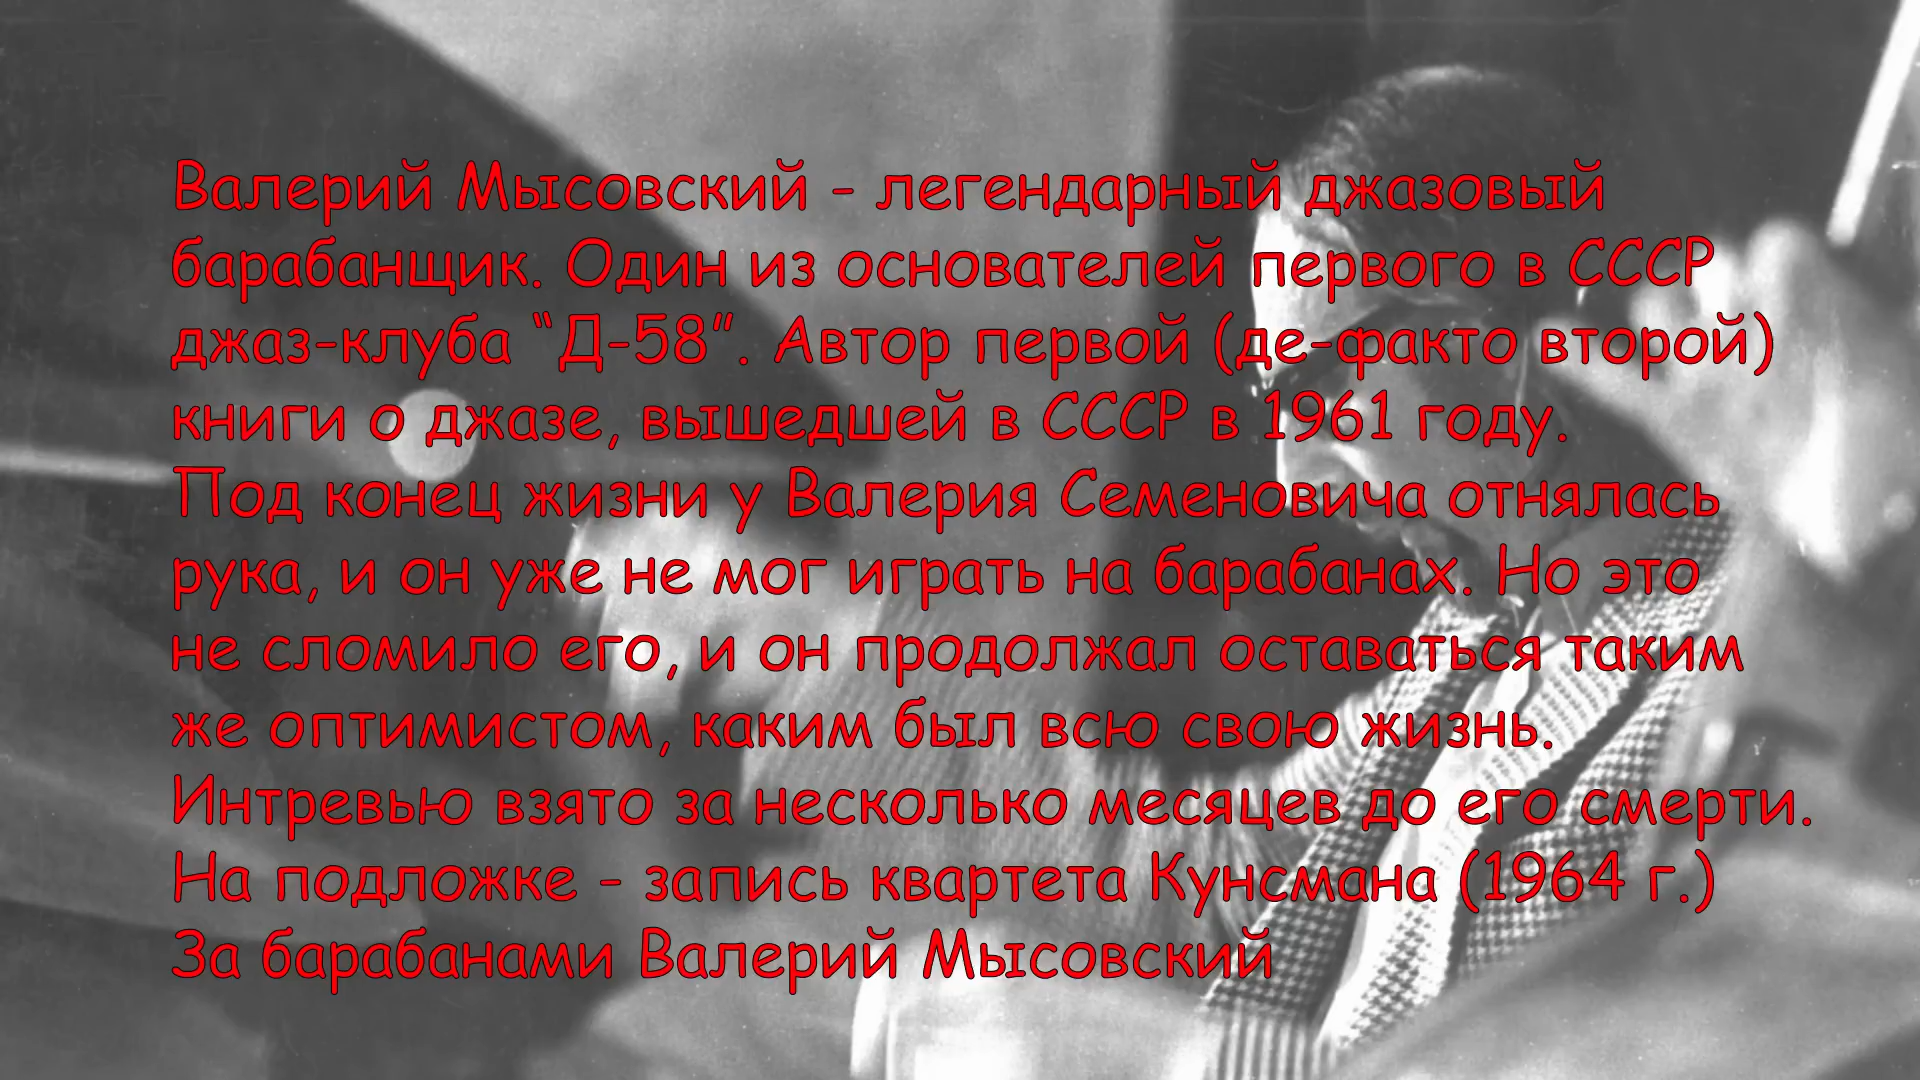 Валерий Мысовский - легендарный джазовый
барабанщик. Один из основателей первого в СССР
джаз-клуба “Д-58”. Автор первой (де-факто второй)
книги о джазе, вышедшей в СССР в 1961 году.
Под конец жизни у Валерия Семеновича отнялась
рука, и он уже не мог играть на барабанах. Но это
не сломило его, и он продолжал оставаться таким
же оптимистом, каким был всю свою жизнь.
Интревью взято за несколько месяцев до его смерти.
На подложке - запись квартета Кунсмана (1964 г.)
За барабанами Валерий Мысовский